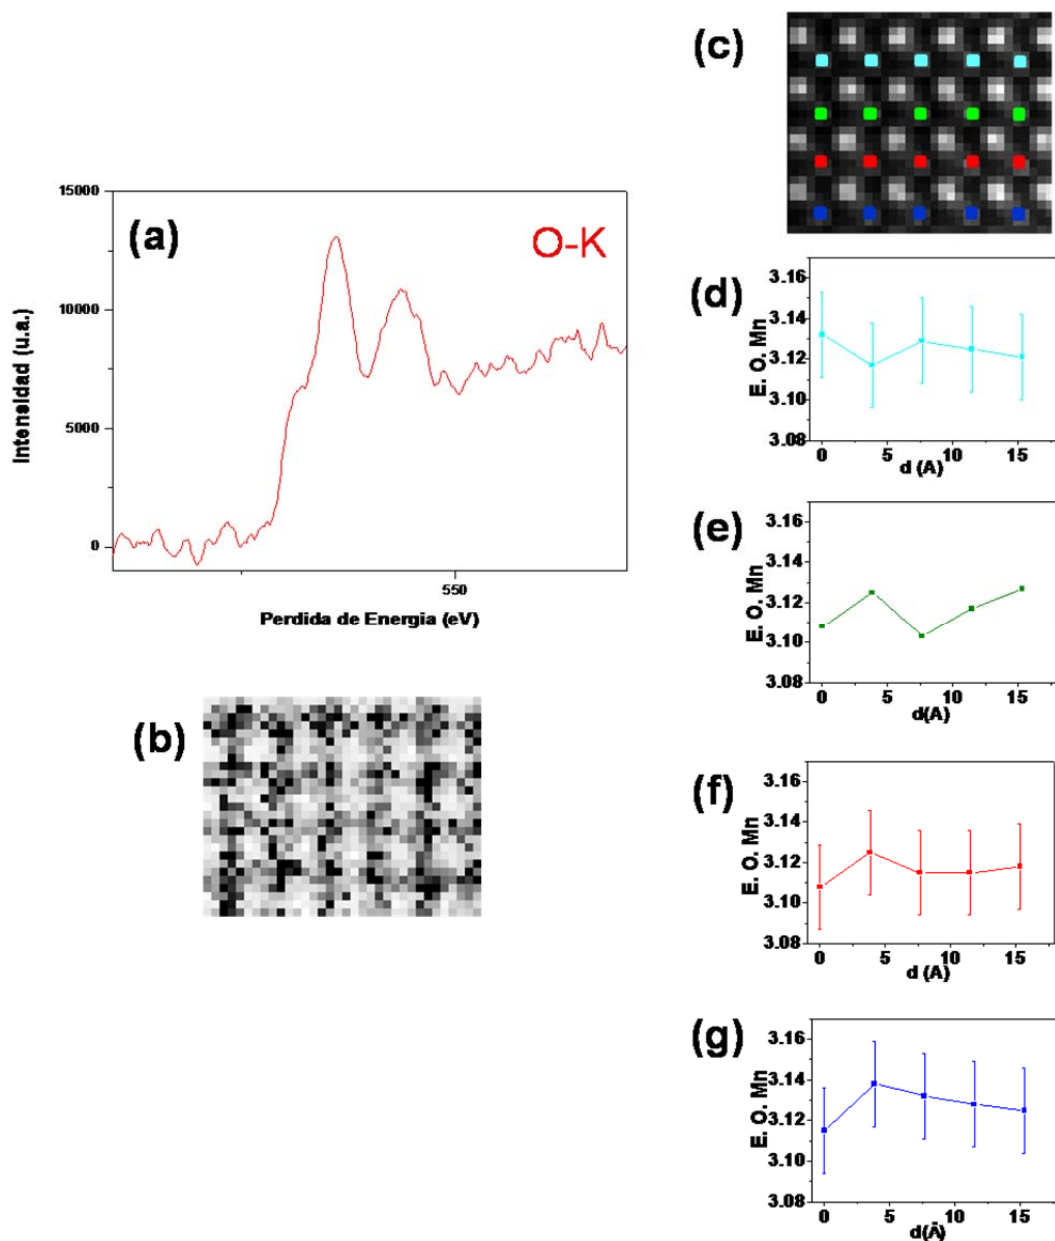 (a)
O-K
15000
10000
5000
0
Intensidad (u.a.)
550
Perdida de Energia (eV)
(b)
(c)
(d)
3.16
3.14
3.12
3.10
3.08
E. O. Mn
0 5 10 15
d (A)
(e)
3.16
3.14
3.12
3.10
3.08
E. O. Mn
0 5 10 15
d(A)
(f)
3.16
3.14
3.12
3.10
3.08
E. O. Mn
0 5 10 15
d (A)
(g)
3.16
3.14
3.12
3.10
3.08
E. O. Mn
0 5 10 15
d(Å)